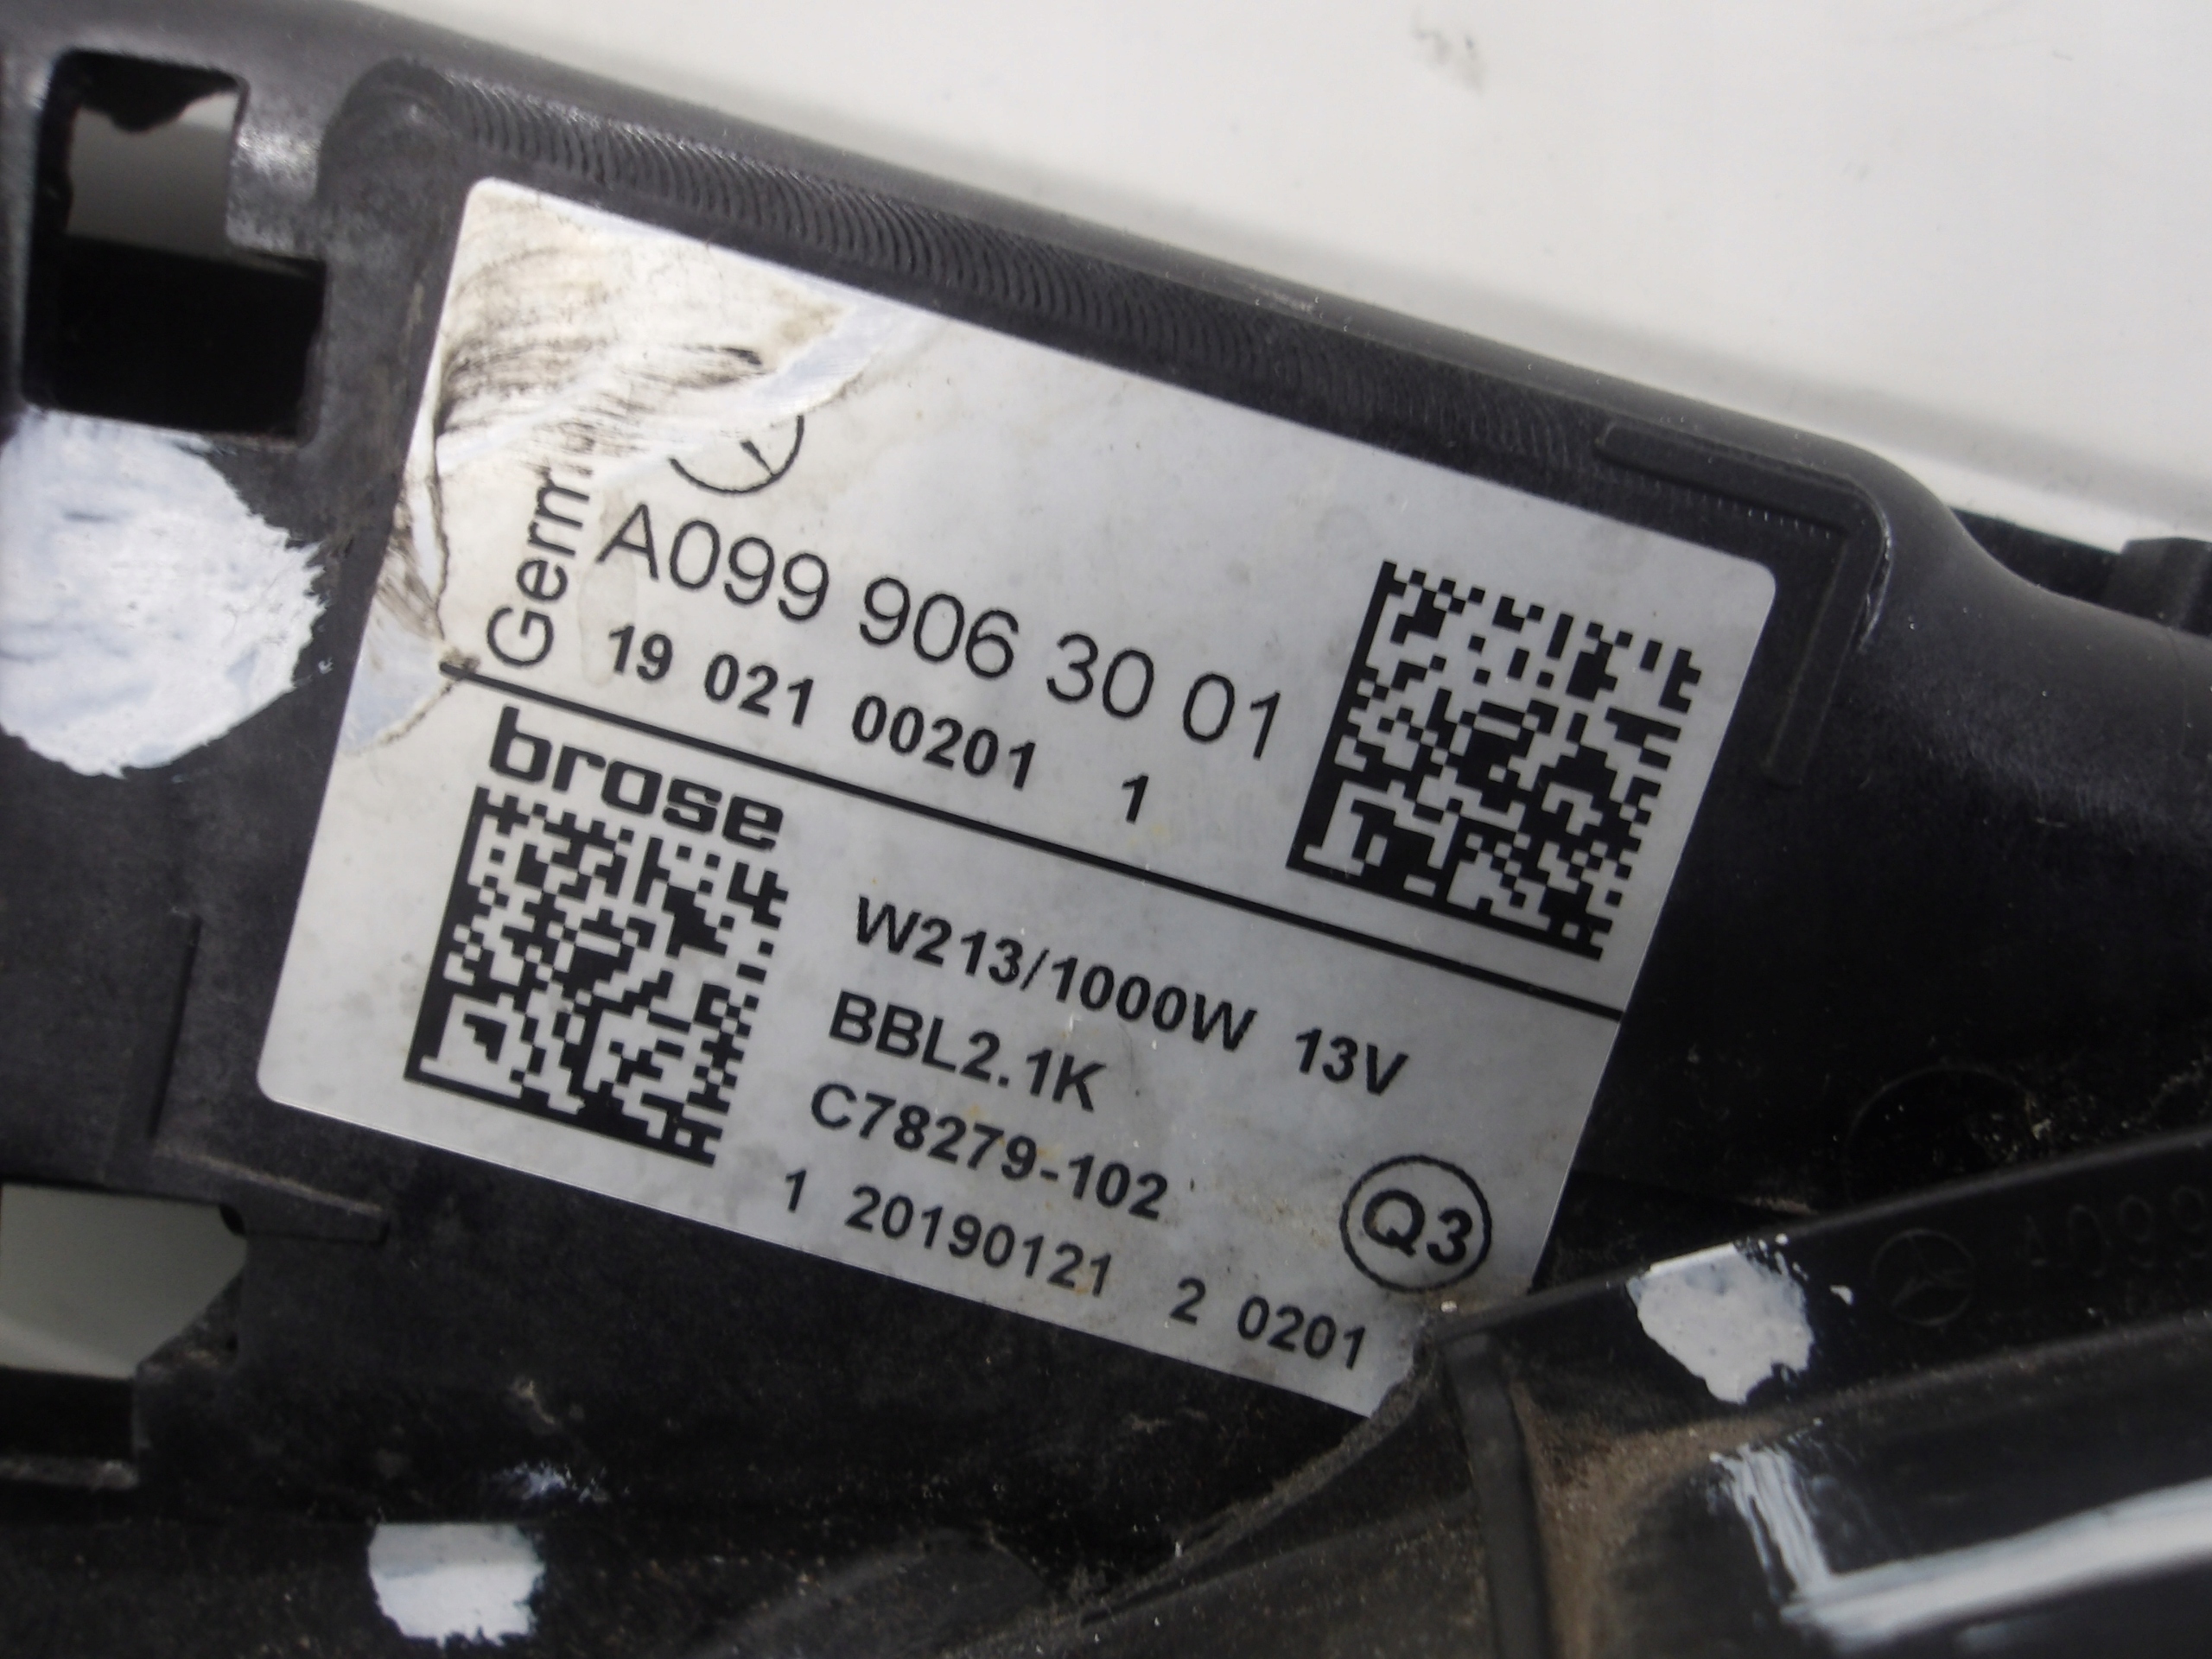 A099 906 30 01
19 021 00201 1
brose
W213/1000W 13V
BBL2.1K
C78279-102
Q3
1 20190121 2 0201